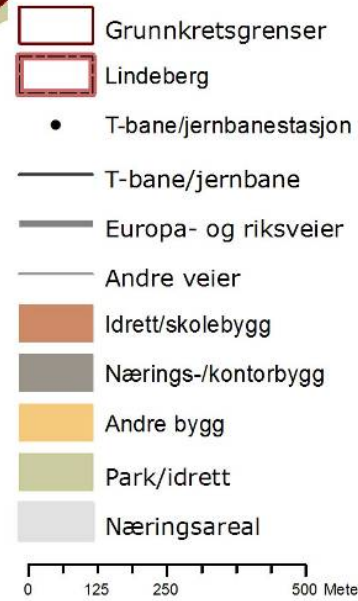 Grunnkretsgrenser
Lindeberg
T-bane/jernbanestasjon
T-bane/jernbane
Europa- og riksveier
Andre veier
Idrett/skolebygg
Nærings-/kontorbygg
Andre bygg
Park/idrett
Næringsareal
0 125 250 500 Mete